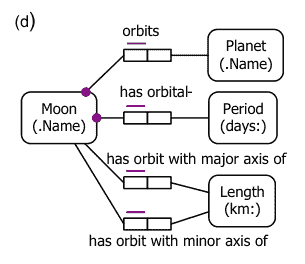 (d)
orbits
Planet
(.Name)
has orbital-
Moon
(.Name)
Period
(days:)
has orbit with major axis of
Length
(km:)
has orbit with minor axis of